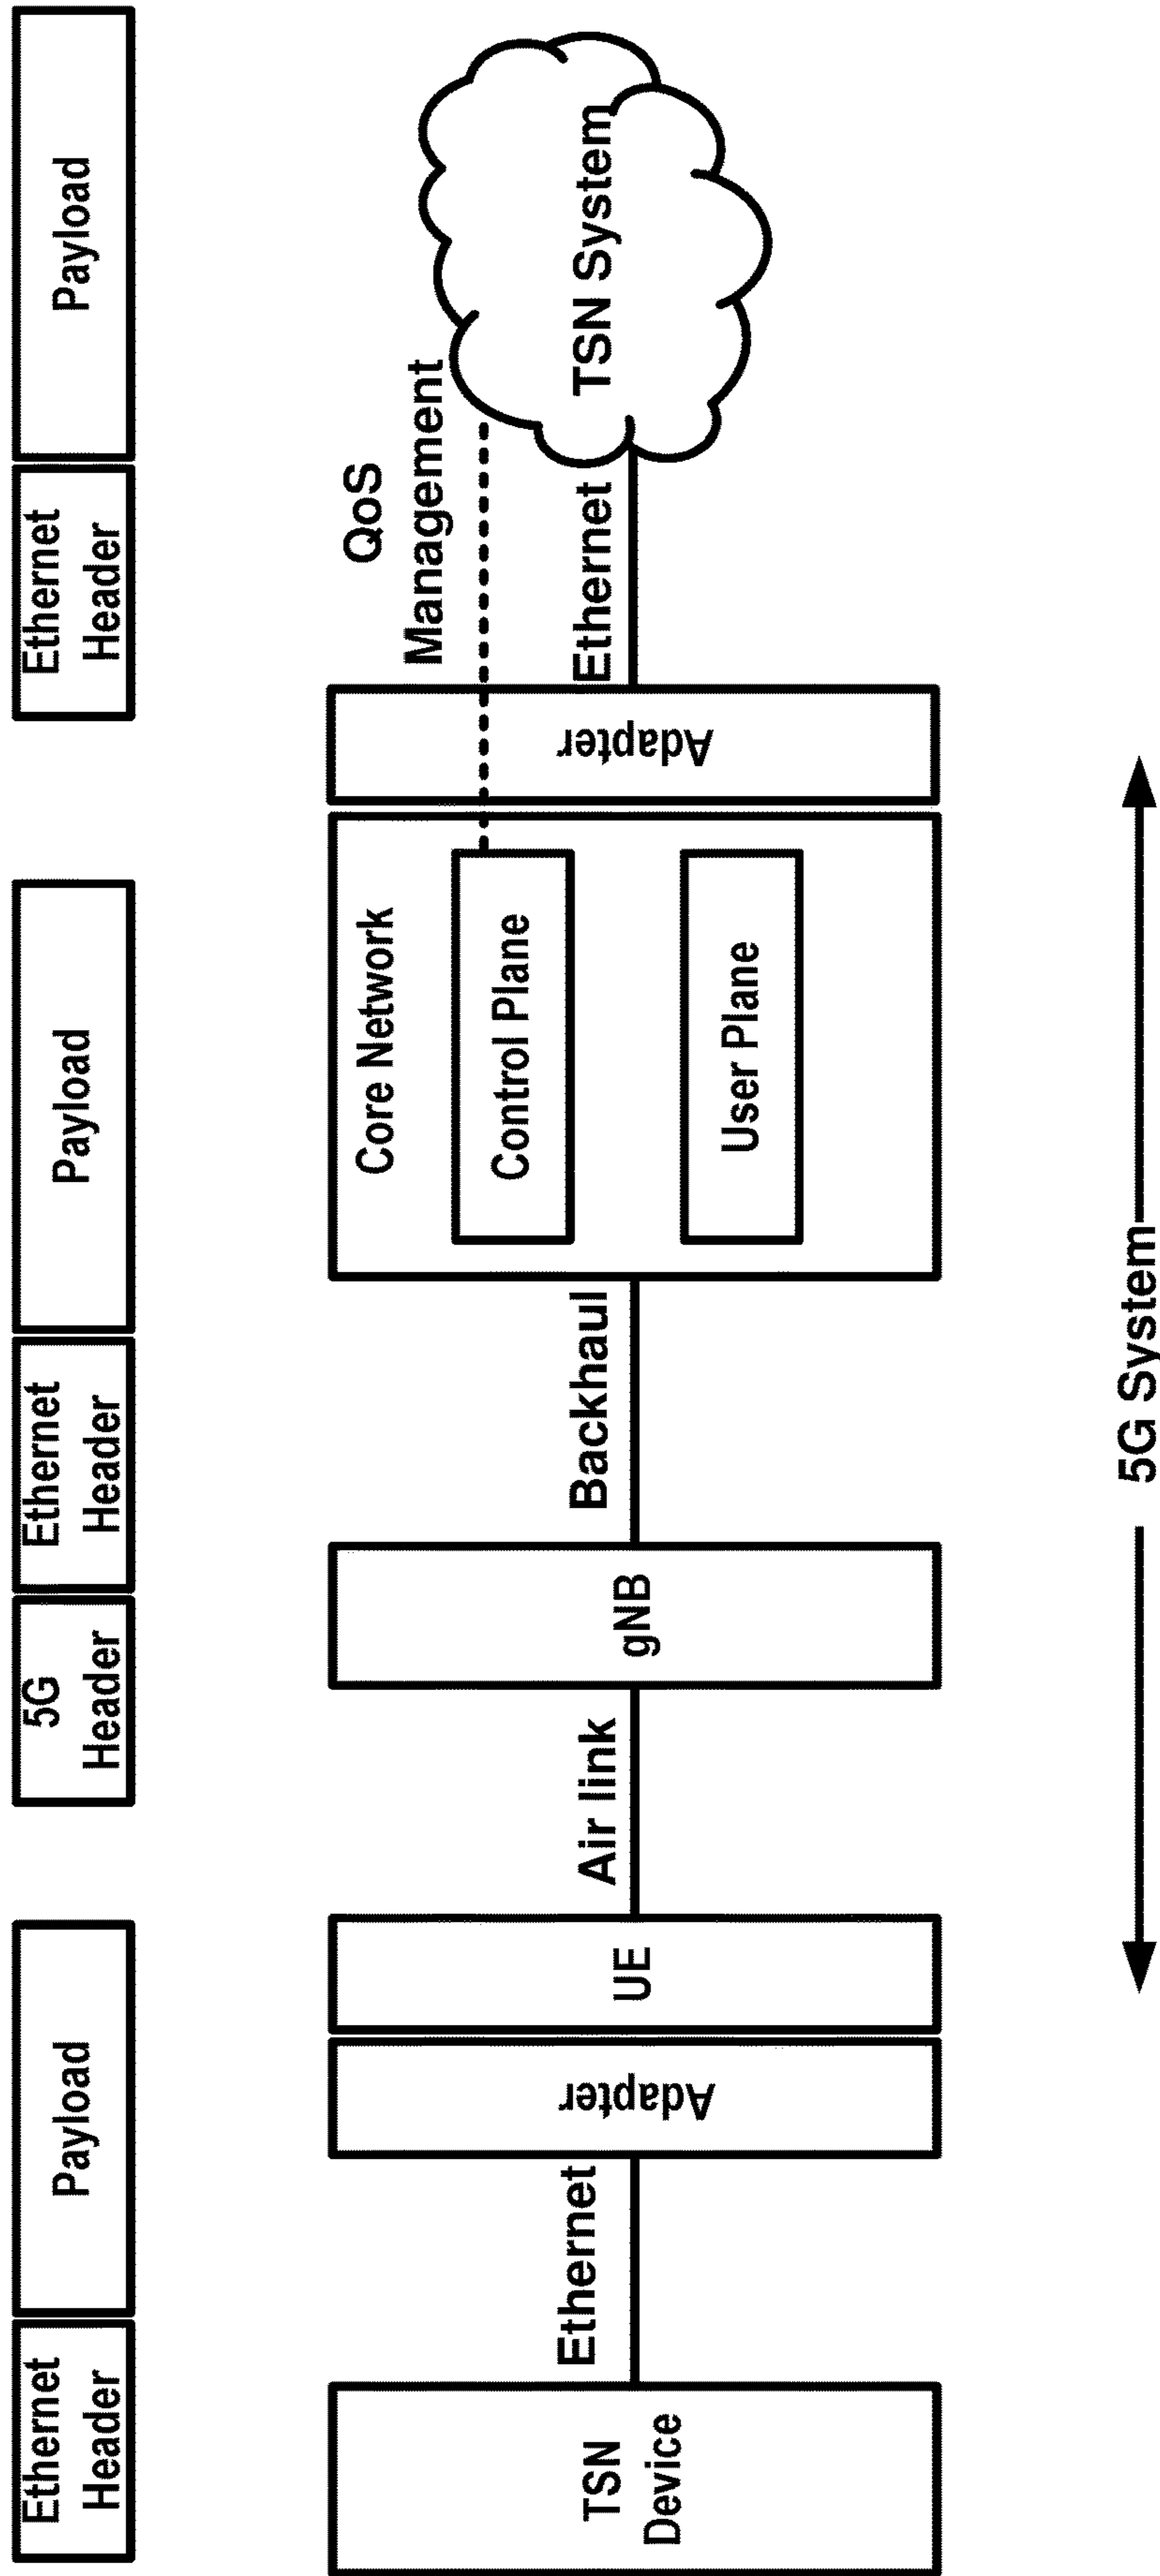 Ethernet
Header
Payload
5G
Header
Ethernet
Header
Payload
Ethernet
Header
Payload
TSN
Device
Ethernet
Adapter
UE
Air link
gNB
Backhaul
Core Network
Control Plane
User Plane
Adapter
QoS
Management
Ethernet
TSN System
5G System